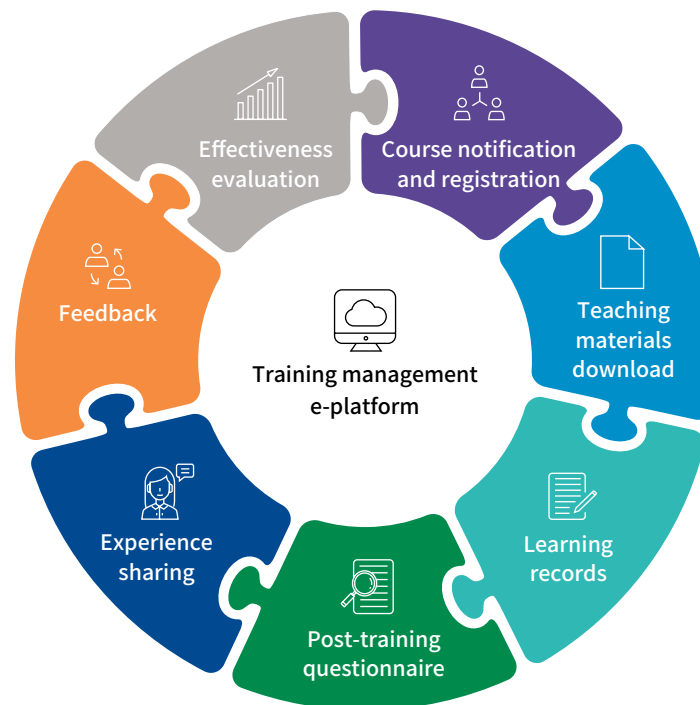 Effectiveness
evaluation
Course notification
and registration
Feedback
Teaching
materials
download
Training management
e-platform
Experience
sharing
Learning
records
Post-training
questionnaire